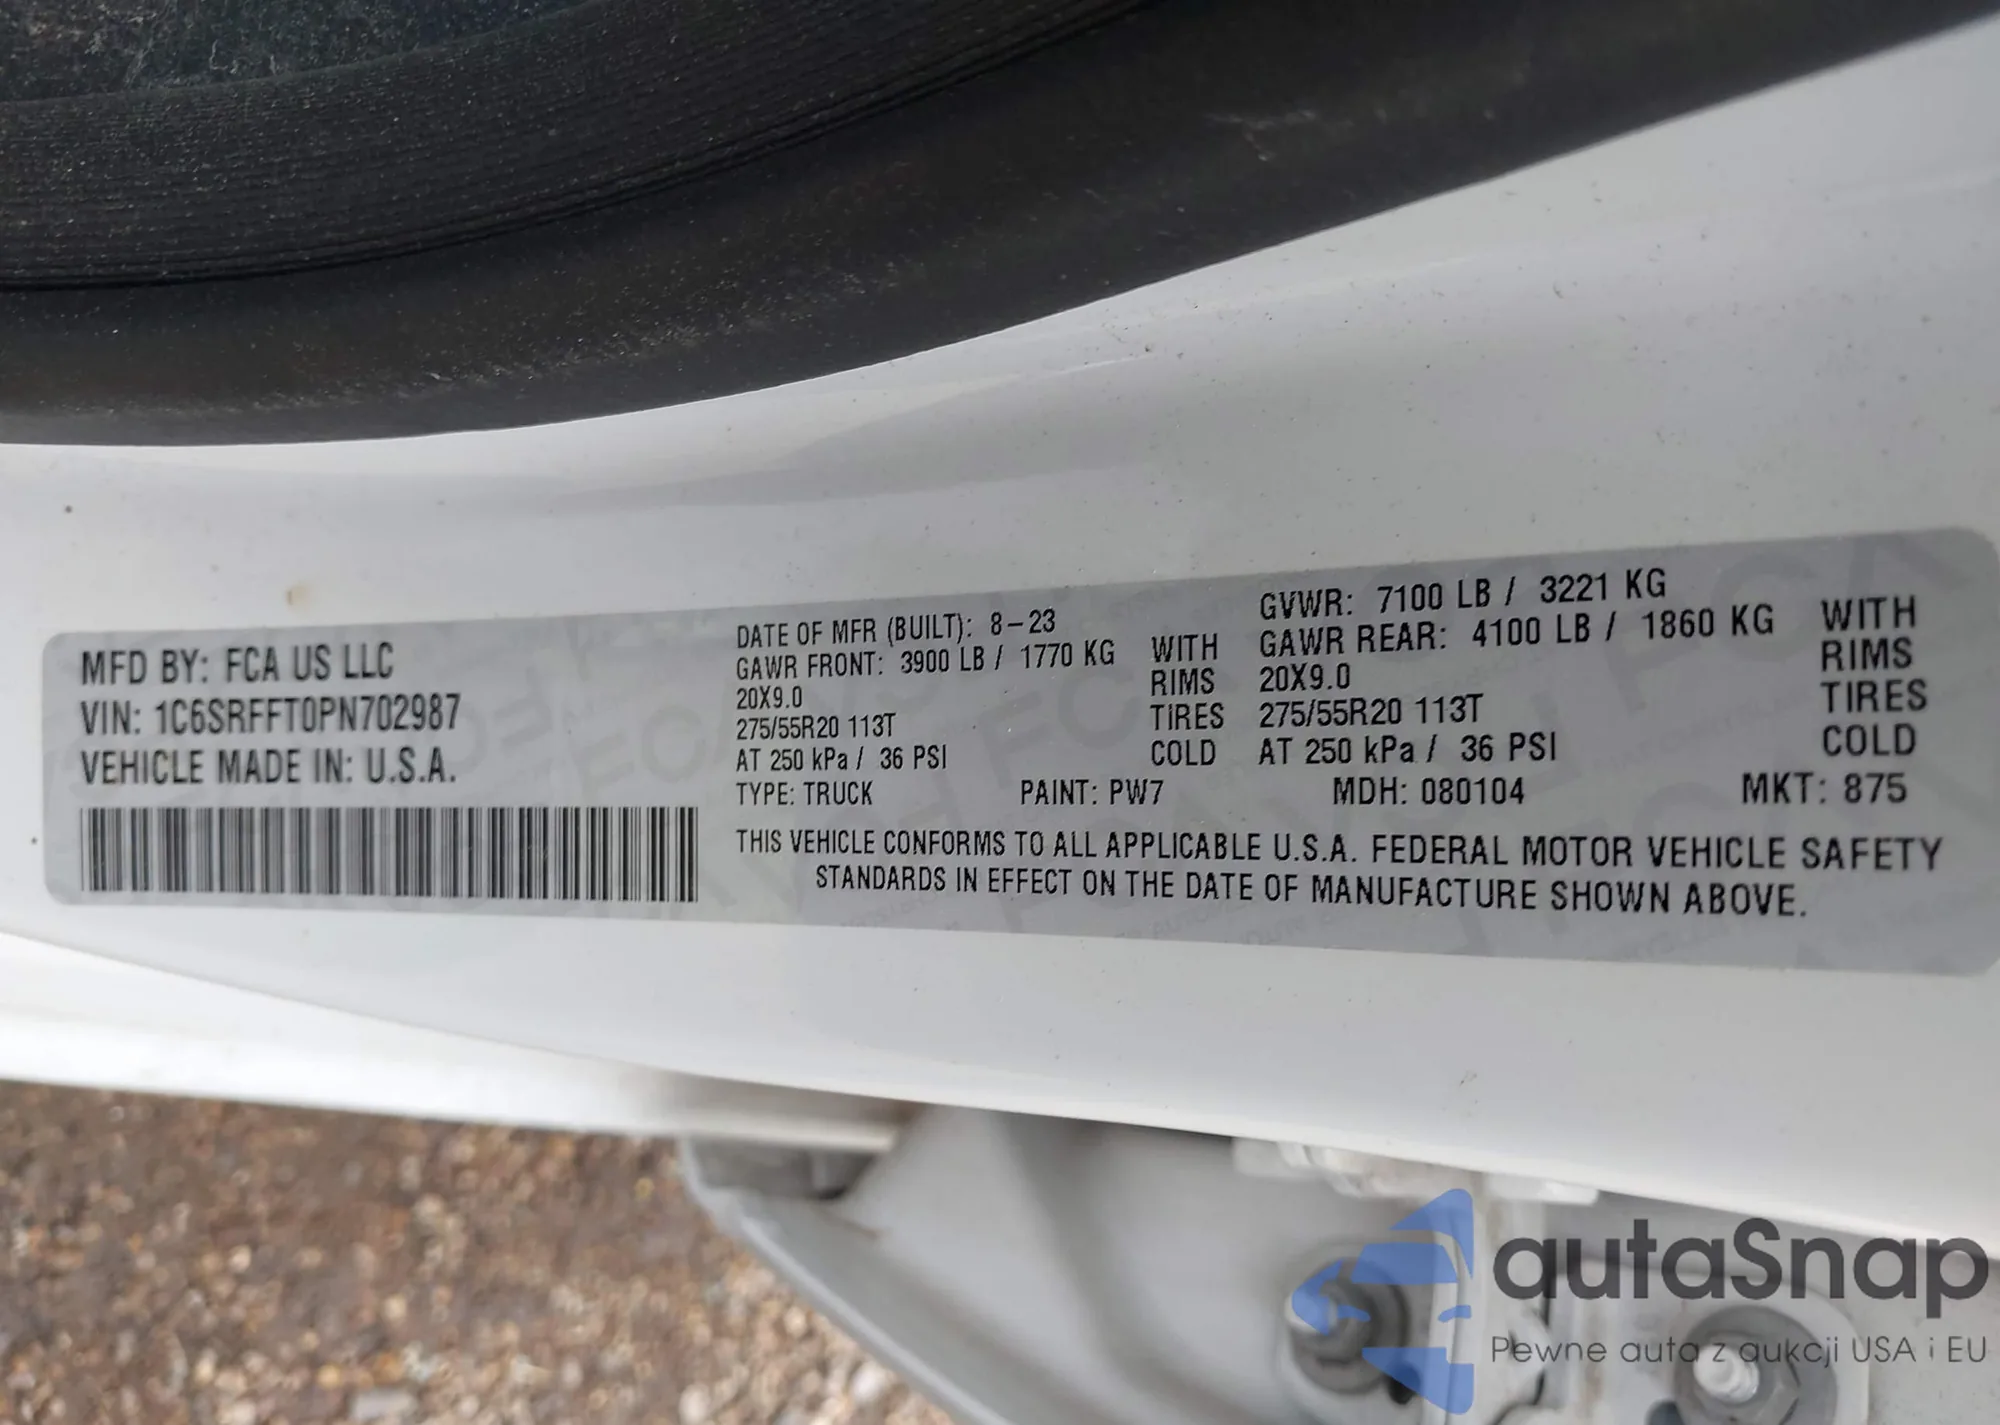 MFD BY: FCA US LLC
VIN: 1C6SRFFT0PN702987
VEHICLE MADE IN: U.S.A.
DATE OF MFR (BUILT): 8-23
GAWR FRONT: 3900 LB / 1770 KG WITH
20X9.0 RIMS
275/55R20 113T TIRES
AT 250 kPa / 36 PSI COLD
GVWR: 7100 LB / 3221 KG
GAWR REAR: 4100 LB / 1860 KG WITH
20X9.0 RIMS
275/55R20 113T TIRES
AT 250 kPa / 36 PSI COLD
TYPE: TRUCK PAINT: PW7 MDH: 080104 MKT: 875
THIS VEHICLE CONFORMS TO ALL APPLICABLE U.S.A. FEDERAL MOTOR VEHICLE SAFETY
STANDARDS IN EFFECT ON THE DATE OF MANUFACTURE SHOWN ABOVE.
autaSnap
Pewne auta z aukcji USA i EU